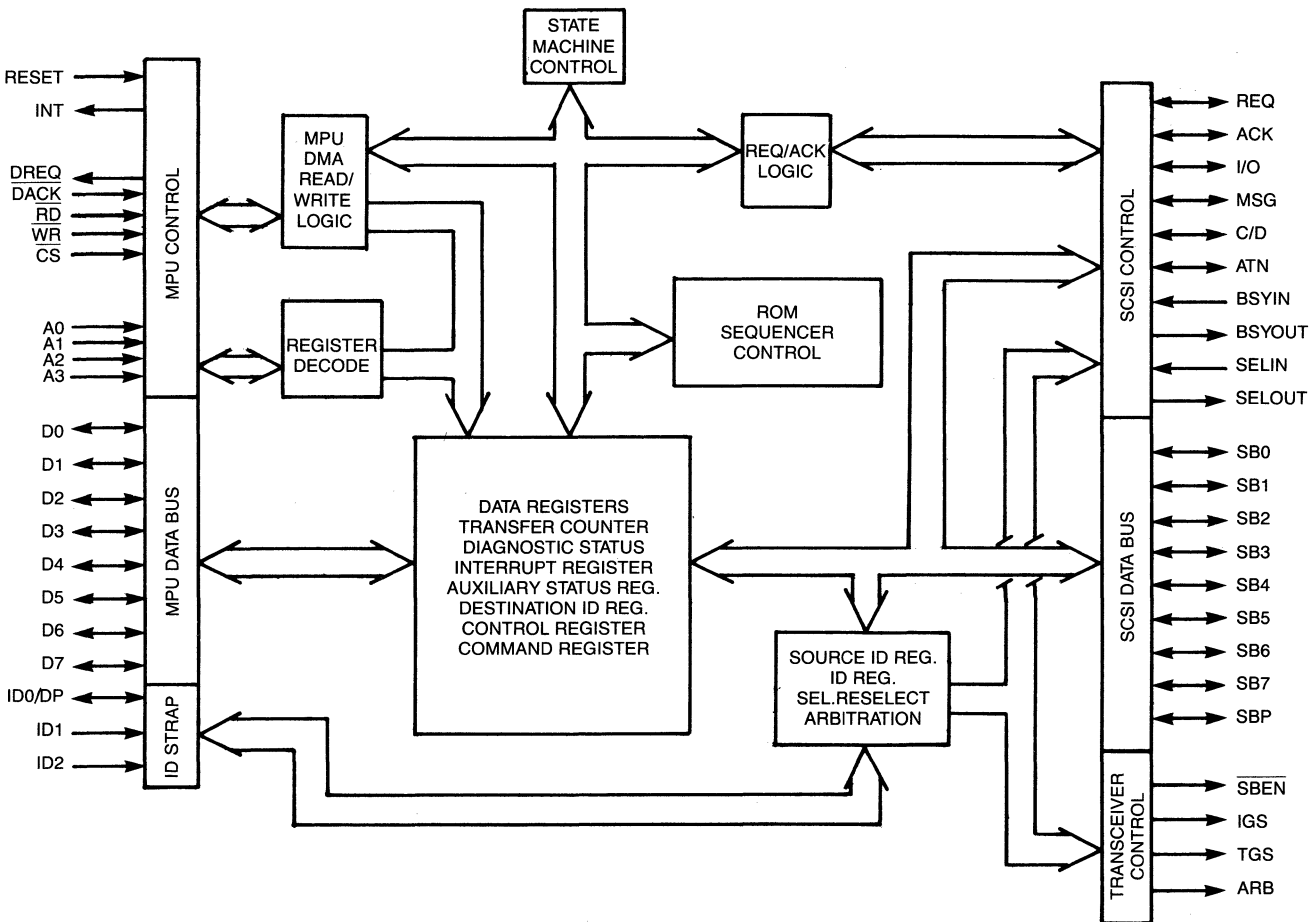 STATE
MACHINE
CONTROL
RESET
INT
DREQ
DACK
RD
WR
CS
A0
A1
A2
A3
D0
D1
D2
D3
D4
D5
D6
D7
ID0/DP
ID1
ID2
MPU CONTROL
MPU DATA BUS
ID STRAP
MPU
DMA
READ/
WRITE
LOGIC
REGISTER
DECODE
REQ/ACK
LOGIC
ROM
SEQUENCER
CONTROL
DATA REGISTERS
TRANSFER COUNTER
DIAGNOSTIC STATUS
INTERRUPT REGISTER
AUXILIARY STATUS REG.
DESTINATION ID REG.
CONTROL REGISTER
COMMAND REGISTER
SOURCE ID REG.
ID REG.
SEL.RESELECT
ARBITRATION
SCSI CONTROL
SCSI DATA BUS
TRANSCEIVER
CONTROL
REQ
ACK
I/O
MSG
C/D
ATN
BSYIN
BSYOUT
SELIN
SELOUT
SB0
SB1
SB2
SB3
SB4
SB5
SB6
SB7
SBP
SBEN
IGS
TGS
ARB